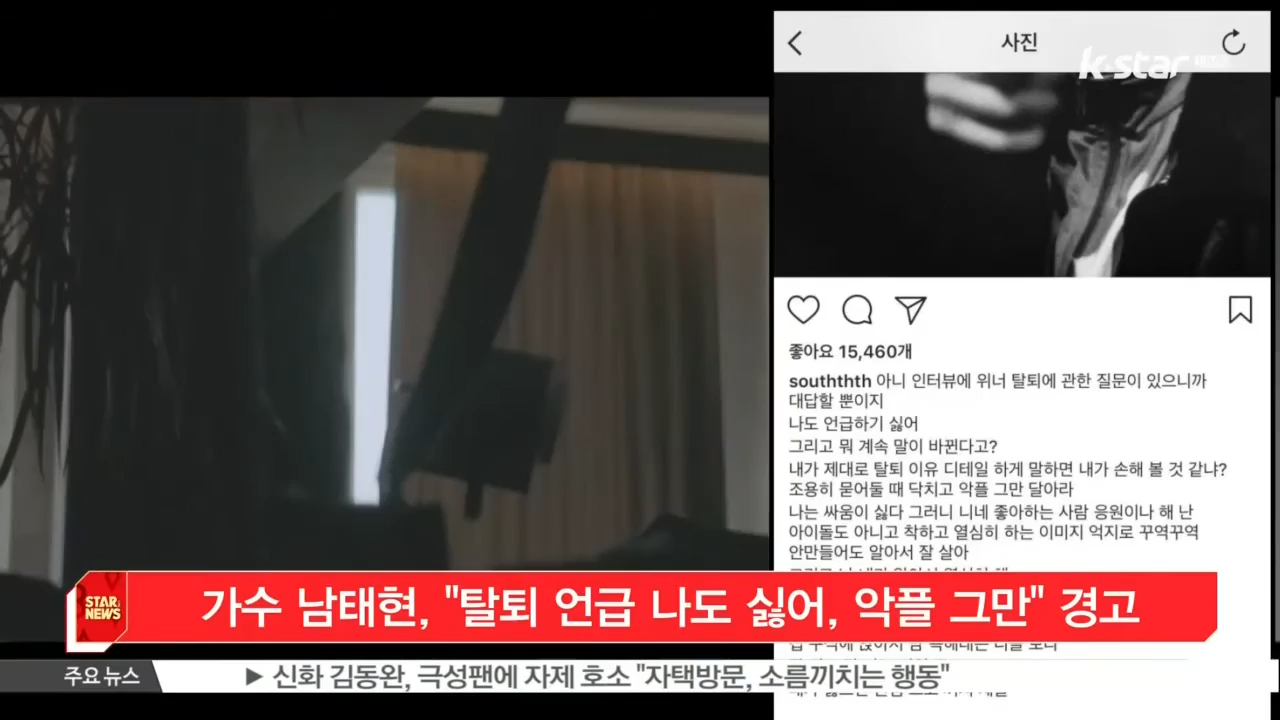 사진
k-star
좋아요 15,460개
souththth 아니 인터뷰에 위너 탈퇴에 관한 질문이 있으니까
대답할 뿐이지
나도 언급하기 싫어
그리고 뭐 계속 말이 바뀐다고?
내가 제대로 탈퇴 이유 디테일 하게 말하면 내가 손해 볼 것 같냐?
조용히 묻어둘 때 닥치고 악플 그만 달아라
나는 싸움이 싫다 그러니 니네 좋아하는 사람 응원이나 해 난
아이돌도 아니고 착하고 열심히 하는 이미지 억지로 꾸역꾸역
안만들어도 알아서 잘 살아
STAR NEWS
가수 남태현, "탈퇴 언급 나도 싫어, 악플 그만" 경고
주요 뉴스
▶ 신화 김동완, 극성팬에 자제 호소 "자택방문, 소름끼치는 행동"